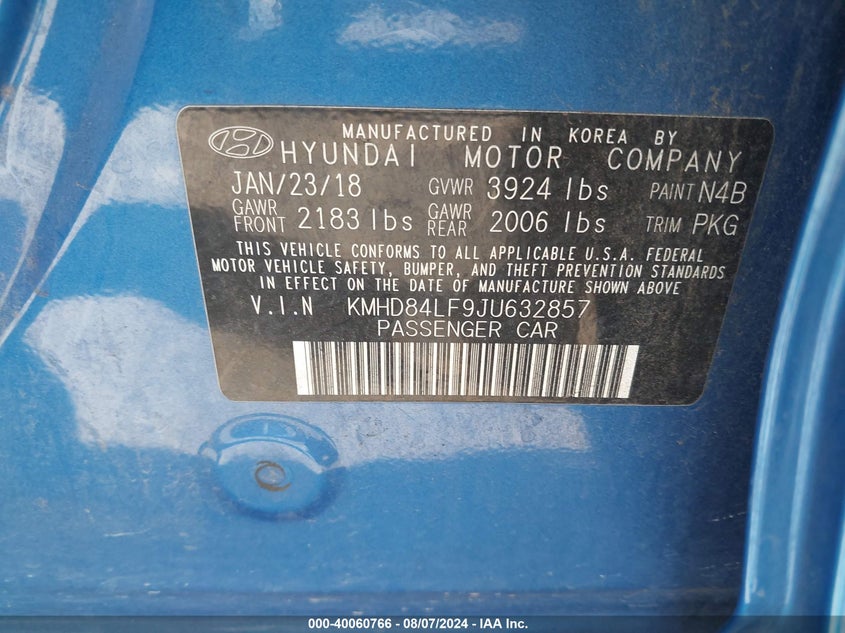 MANUFACTURED IN KOREA BY
HYUNDAI MOTOR COMPANY
JAN/23/18 GVWR 3924 lbs PAINT N4B
GAWR FRONT 2183 lbs GAWR REAR 2006 lbs TRIM PKG
THIS VEHICLE CONFORMS TO ALL APPLICABLE U.S.A. FEDERAL
MOTOR VEHICLE SAFETY, BUMPER, AND THEFT PREVENTION STANDARDS
IN EFFECT ON THE DATE OF MANUFACTURE SHOWN ABOVE
V.I.N KMHD84LF9JU632857
PASSENGER CAR
000-40060766 - 08/07/2024 - IAA Inc.